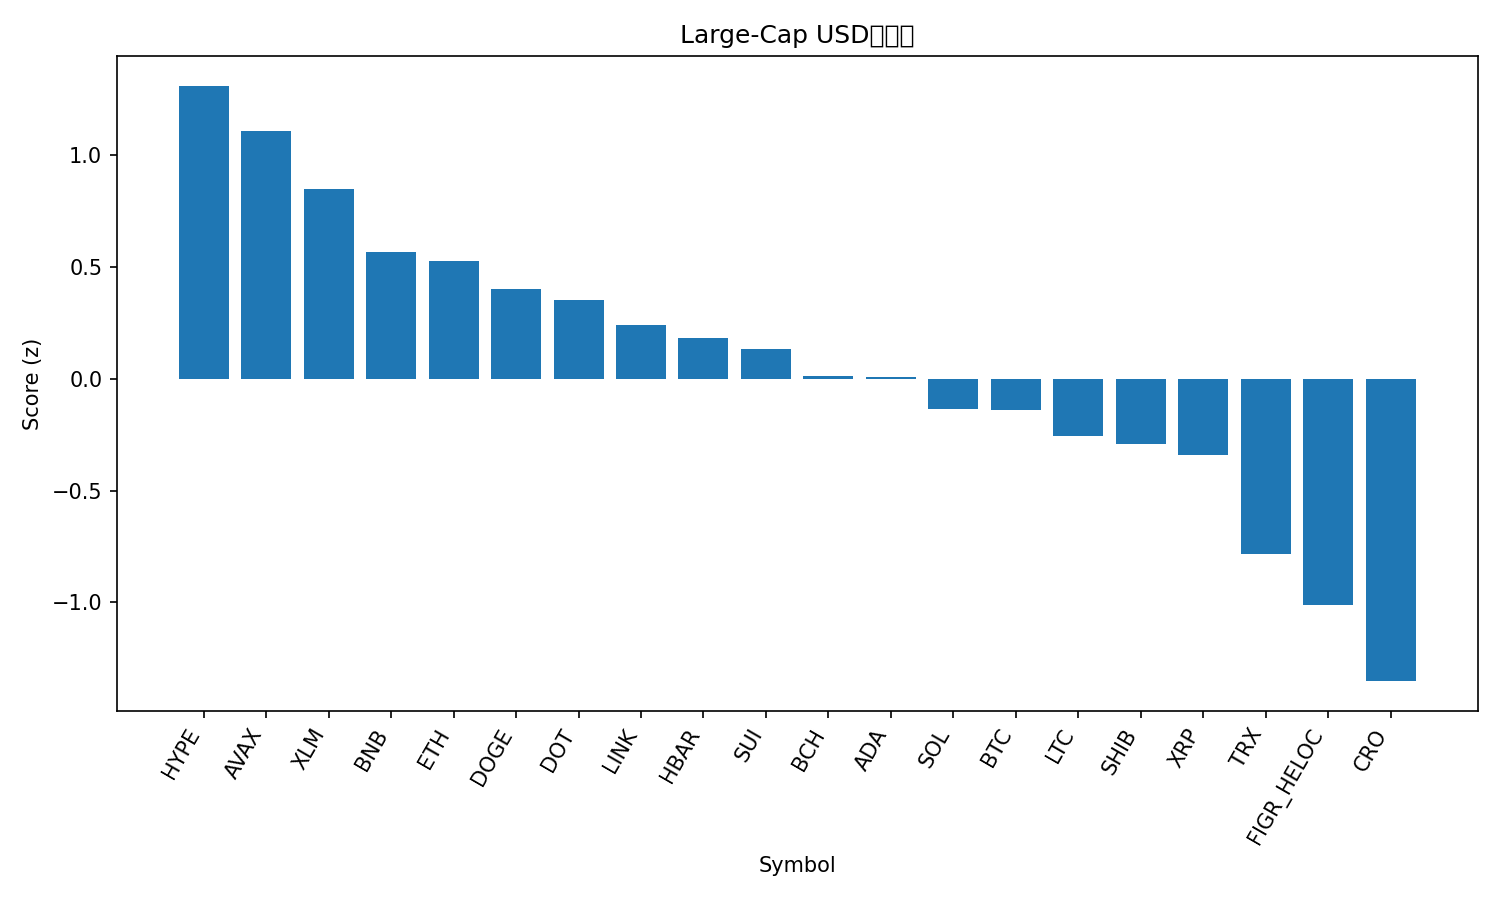 Large-Cap USD
1.0
0.5
0.0
−0.5
−1.0
Score (z)
HYPE
AVAX
XLM
BNB
ETH
DOGE
DOT
LINK
HBAR
SUI
BCH
ADA
SOL
BTC
LTC
SHIB
XRP
TRX
FIGR_HELOC
CRO
Symbol